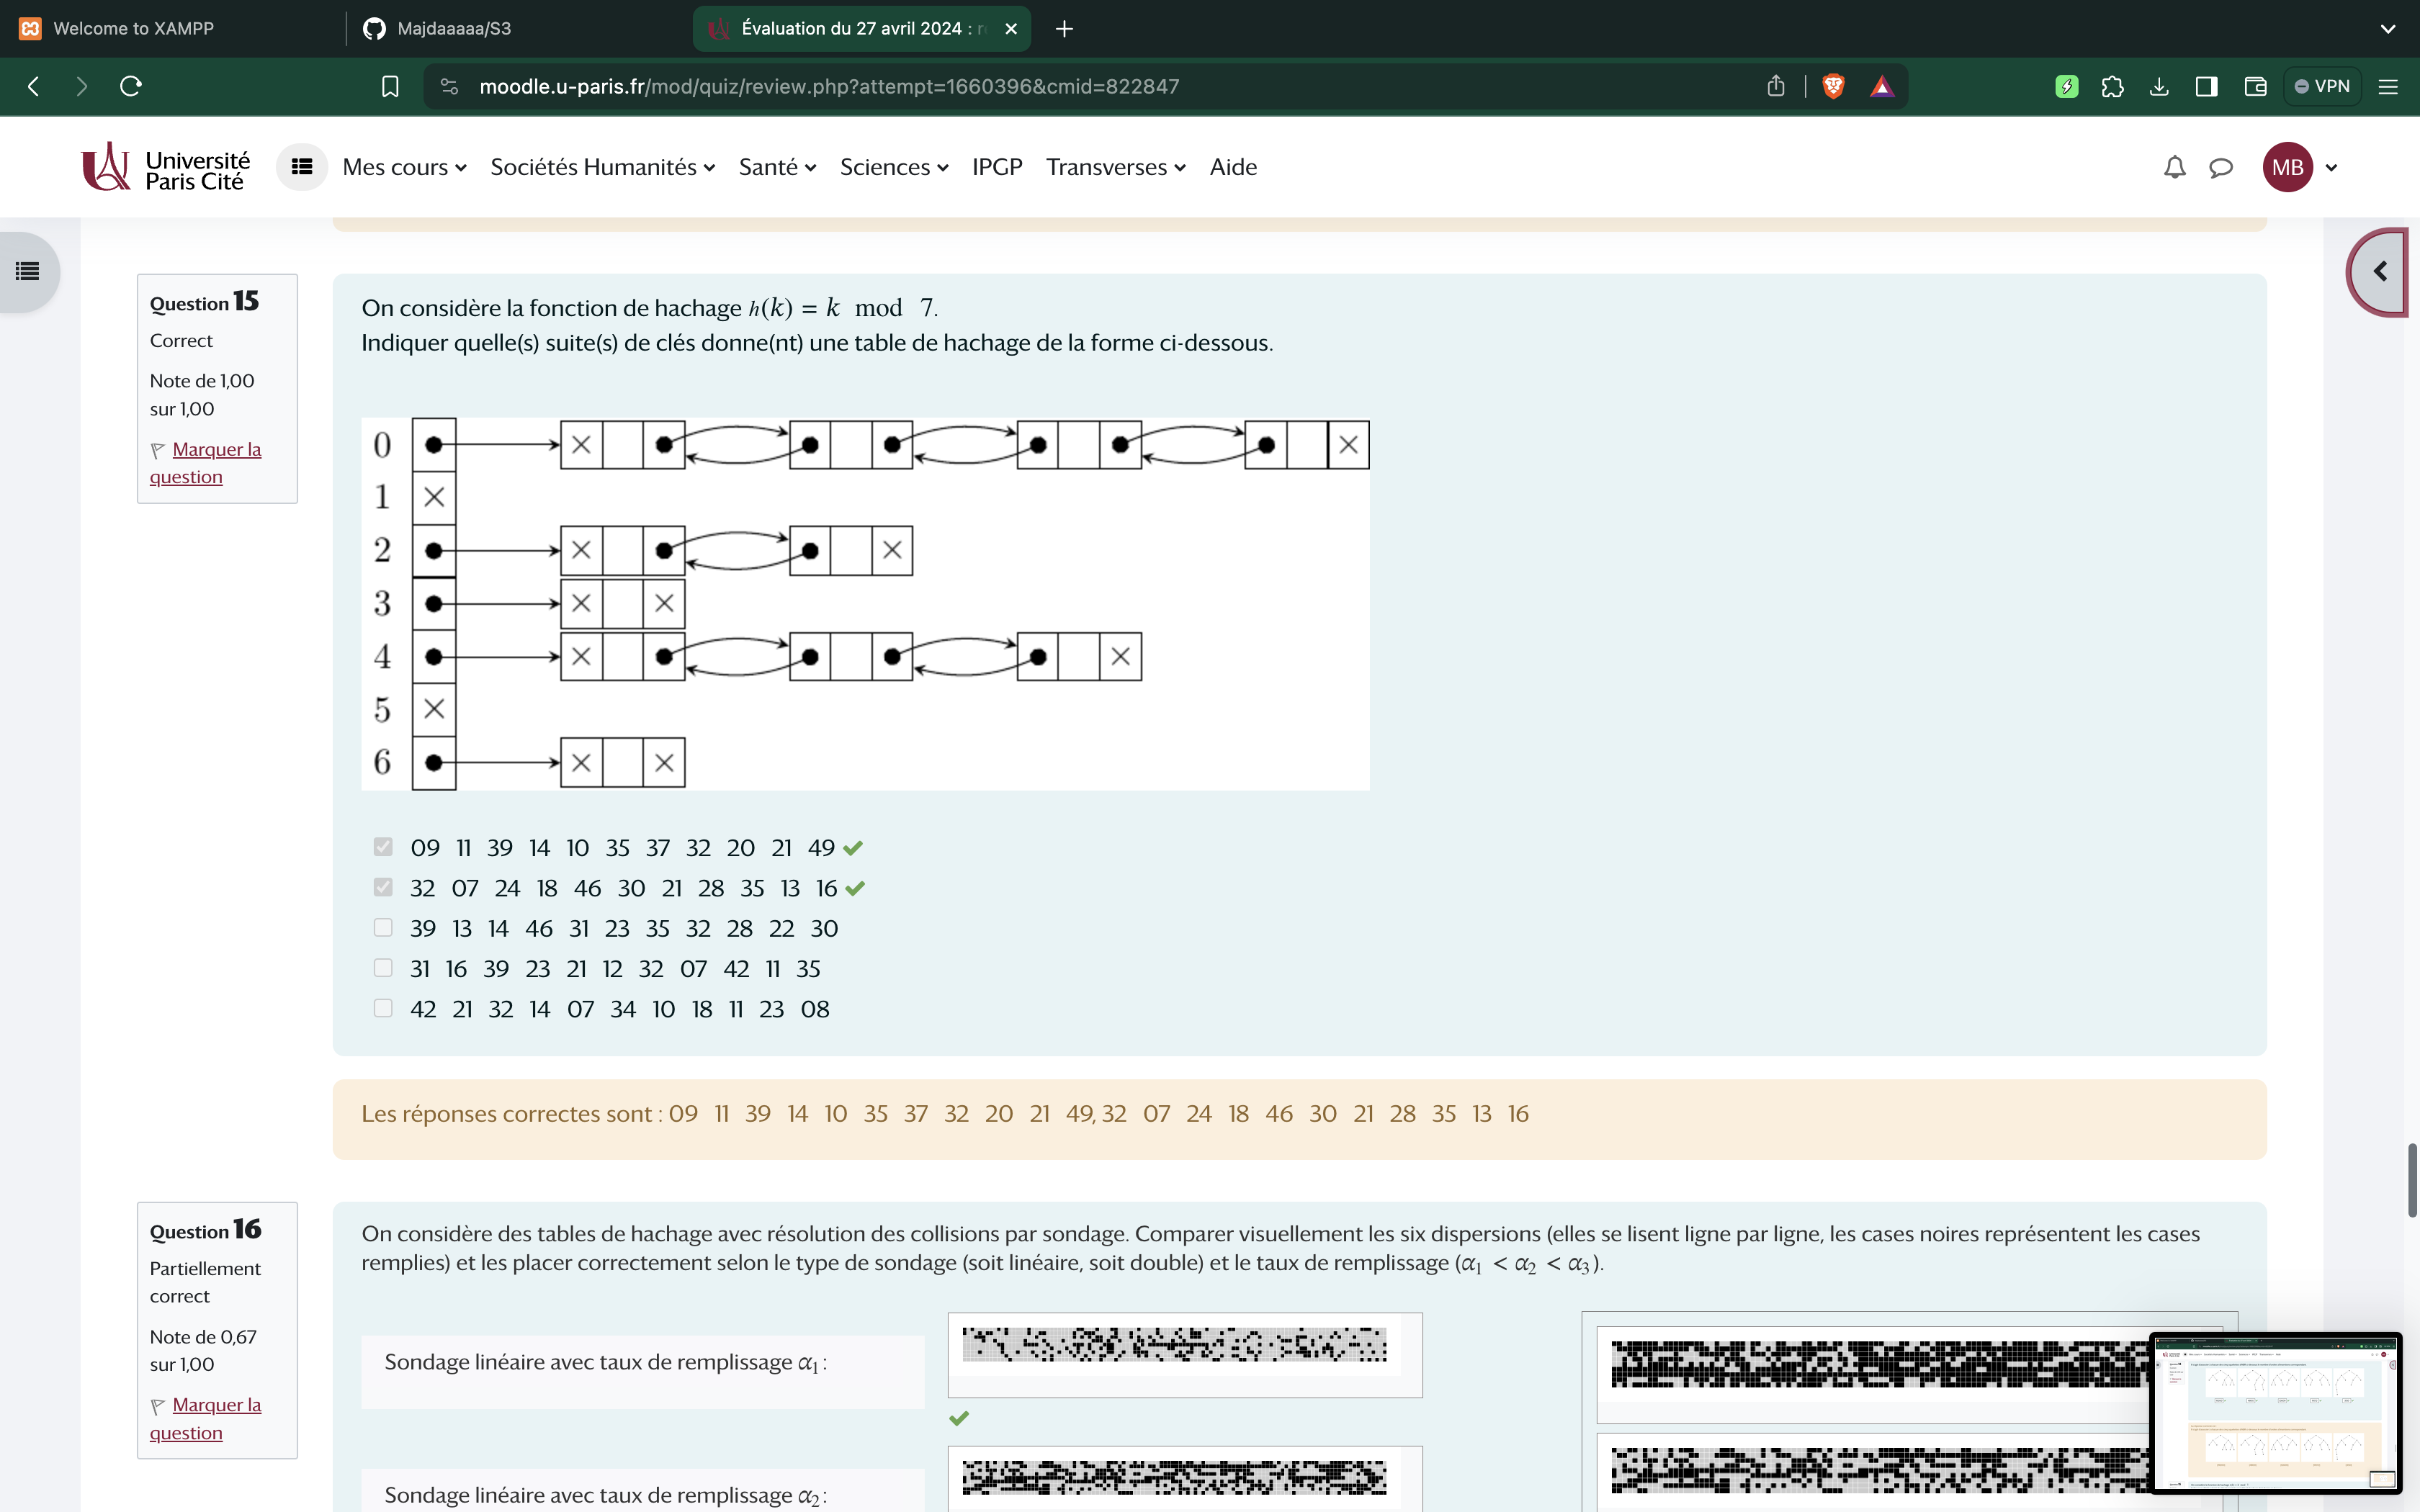 Welcome to XAMPP
Majdaaaaa/S3
Évaluation du 27 avril 2024 : r
moodle.u-paris.fr/mod/quiz/review.php?attempt=1660396&cmid=822847
VPN
Université
Paris Cité
Mes cours
Sociétés Humanités
Santé
Sciences
IPGP
Transverses
Aide
MB
Question 15
Correct
Note de 1,00
sur 1,00
Marquer la
question
On considère la fonction de hachage h(k) = k mod 7.
Indiquer quelle(s) suite(s) de clés donne(nt) une table de hachage de la forme ci-dessous.
0
1
2
3
4
5
6
09 11 39 14 10 35 37 32 20 21 49
32 07 24 18 46 30 21 28 35 13 16
39 13 14 46 31 23 35 32 28 22 30
31 16 39 23 21 12 32 07 42 11 35
42 21 32 14 07 34 10 18 11 23 08
Les réponses correctes sont : 09 11 39 14 10 35 37 32 20 21 49, 32 07 24 18 46 30 21 28 35 13 16
Question 16
Partiellement
correct
Note de 0,67
sur 1,00
Marquer la
question
On considère des tables de hachage avec résolution des collisions par sondage. Comparer visuellement les six dispersions (elles se lisent ligne par ligne, les cases noires représentent les cases
remplies) et les placer correctement selon le type de sondage (soit linéaire, soit double) et le taux de remplissage (α₁ < α₂ < α₃).
Sondage linéaire avec taux de remplissage α₁ :
Sondage linéaire avec taux de remplissage α₂ :